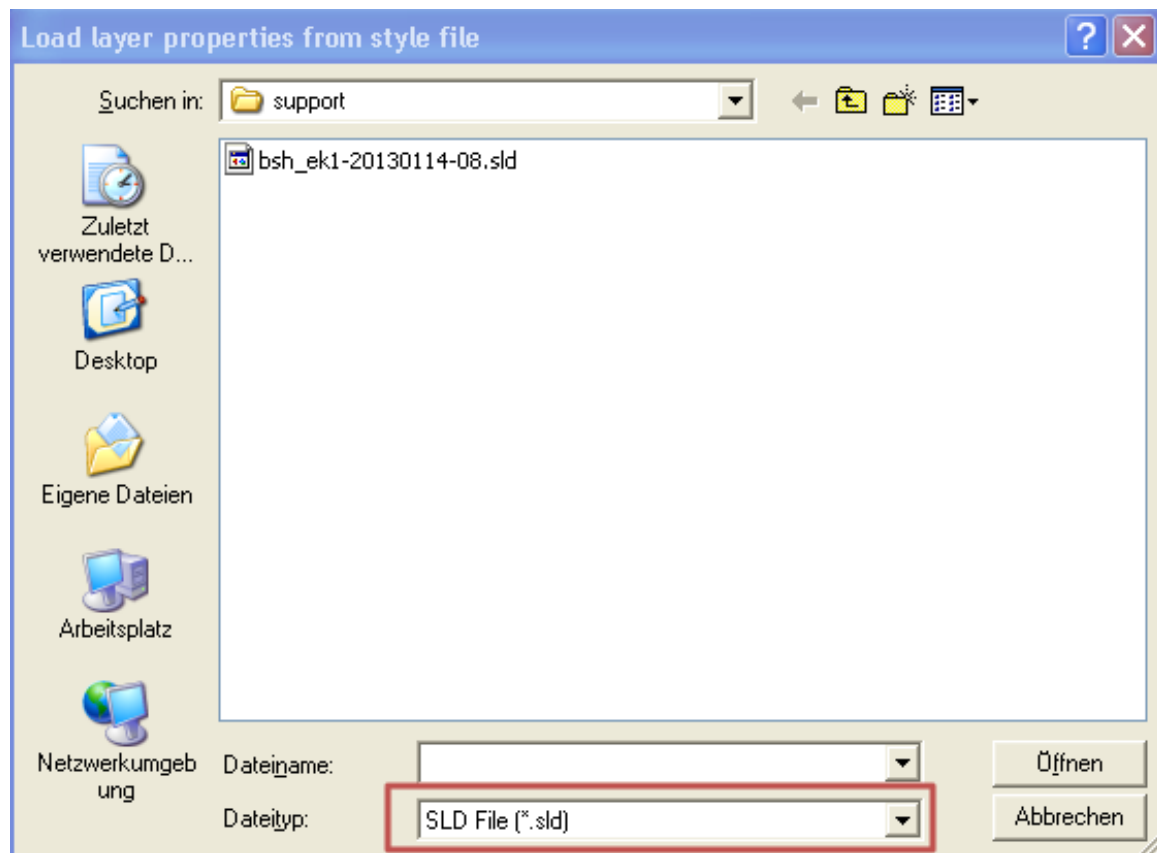 Load layer properties from style file
Suchen in:
support
bsh_ek1-20130114-08.sld
Zuletzt
verwendete D...
Desktop
Eigene Dateien
Arbeitsplatz
Netzwerkumgeb
ung
Dateiname:
Öffnen
Dateityp:
SLD File (*.sld)
Abbrechen